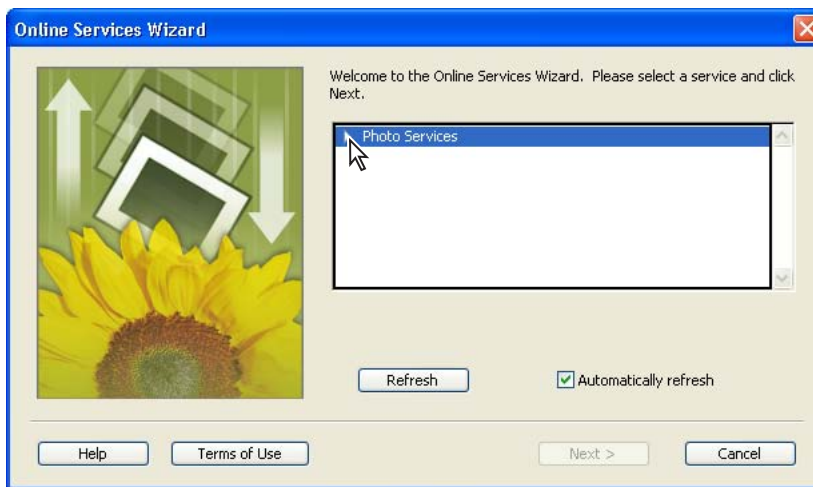 Online Services Wizard
Welcome to the Online Services Wizard. Please select a service and click
Next.
Photo Services
Refresh
Automatically refresh
Help
Terms of Use
Next >
Cancel